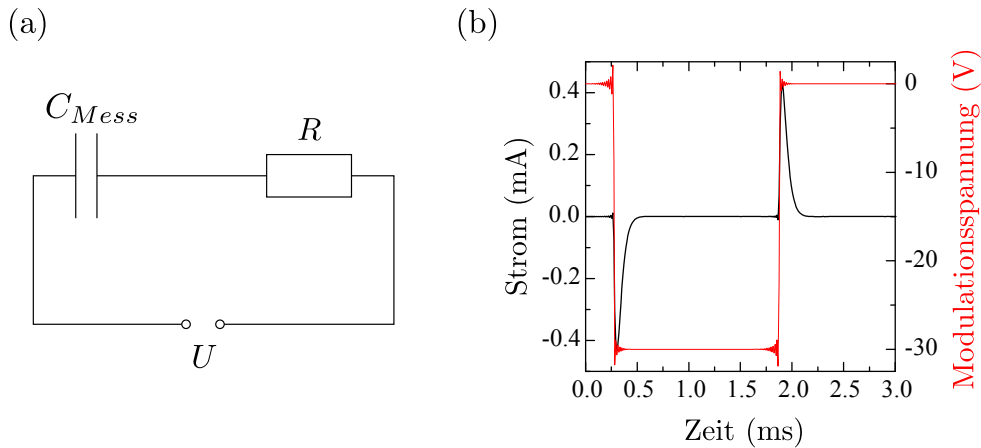 (a)
C_Mess
R
U
(b)
Strom (mA)
0.4
0.2
0.0
-0.2
-0.4
0.0 0.5 1.0 1.5 2.0 2.5 3.0
Zeit (ms)
0
-10
-20
-30
Modulationsspannung (V)